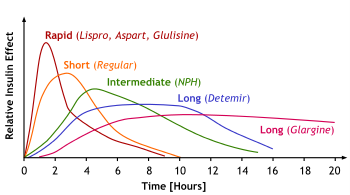 Relative Insulin Effect
Rapid (Lispro, Aspart, Glulisine)
Short (Regular)
Intermediate (NPH)
Long (Detemir)
Long (Glargine)
0 2 4 6 8 10 12 14 16 18 20
Time [Hours]